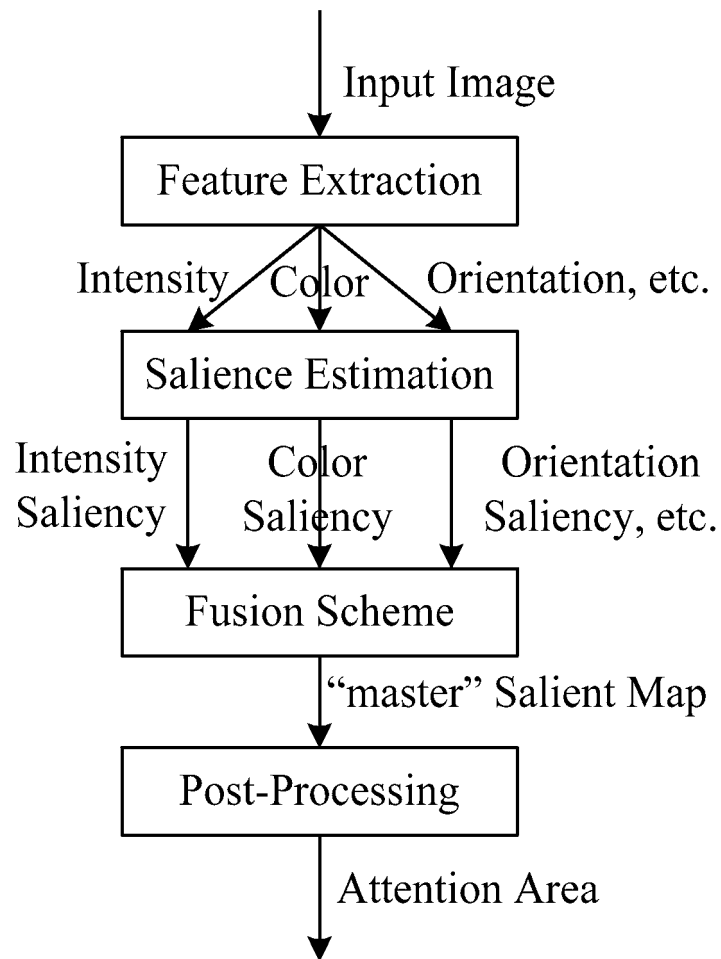 Input Image
Feature Extraction
Intensity
Color
Orientation, etc.
Salience Estimation
Intensity
Saliency
Color
Saliency
Orientation
Saliency, etc.
Fusion Scheme
“master” Salient Map
Post-Processing
Attention Area